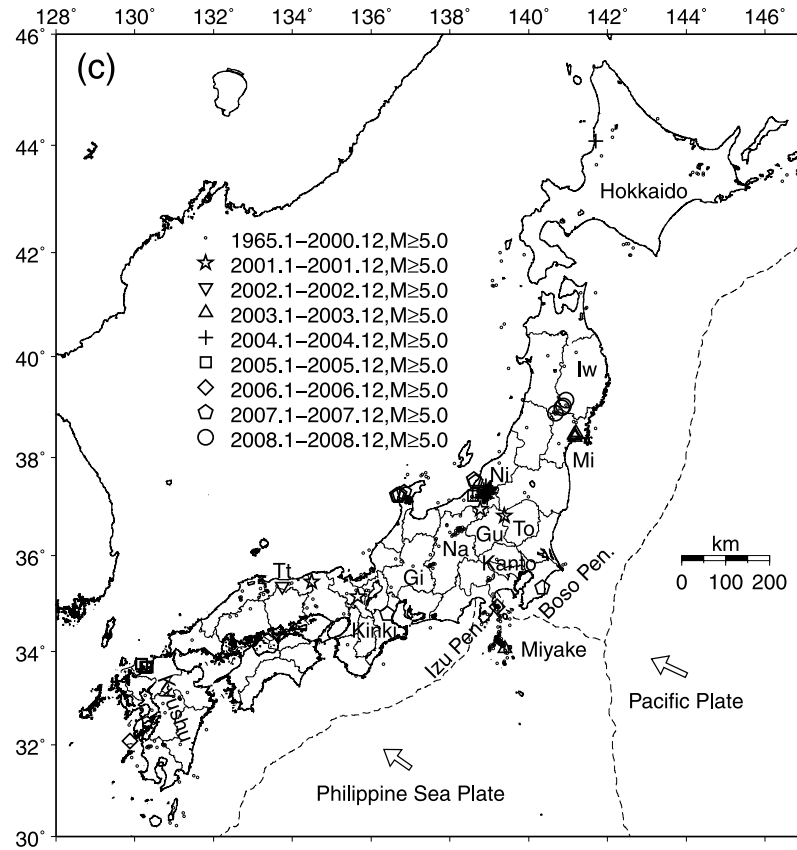 128° 130° 132° 134° 136° 138° 140° 142° 144° 146°
46°
(c)
44°
Hokkaido
1965.1−2000.12,M≥5.0
42°
2001.1−2001.12,M≥5.0
2002.1−2002.12,M≥5.0
2003.1−2003.12,M≥5.0
2004.1−2004.12,M≥5.0
40°
2005.1−2005.12,M≥5.0
Iw
2006.1−2006.12,M≥5.0
2007.1−2007.12,M≥5.0
2008.1−2008.12,M≥5.0
38°
Mi
Ni
Gu
To
Na
km
36°
Tt
Gi
Kanto
0 100 200
Boso Pen.
Kinki
Izu Pen.
34°
Miyake
Kyushu
Pacific Plate
32°
Philippine Sea Plate
30°